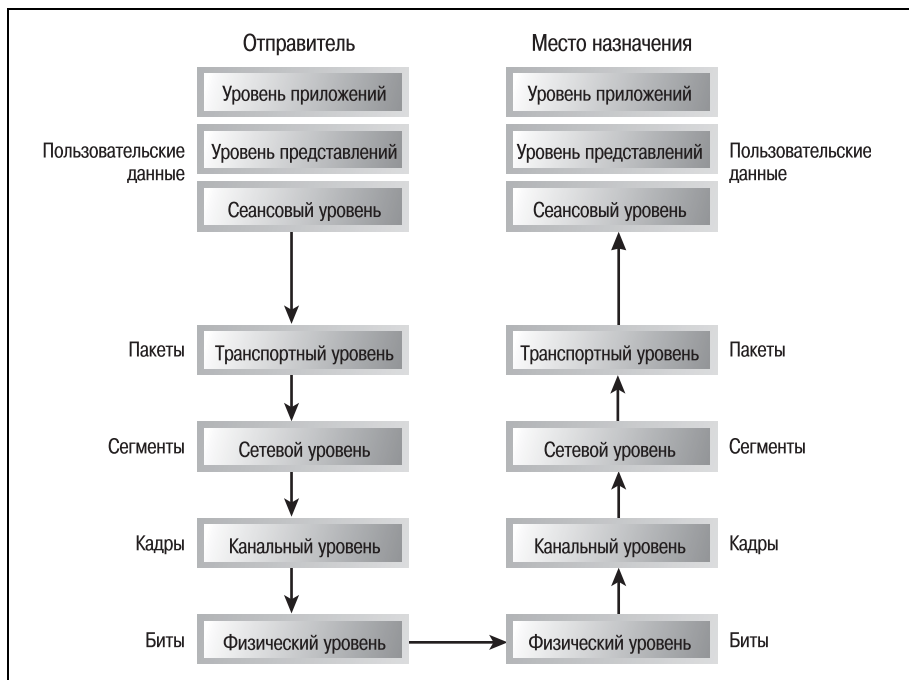 Отправитель
Место назначения
Уровень приложений
Уровень приложений
Пользовательские
данные
Уровень представлений
Уровень представлений
Пользовательские
данные
Сеансовый уровень
Сеансовый уровень
Пакеты
Транспортный уровень
Транспортный уровень
Пакеты
Сегменты
Сетевой уровень
Сетевой уровень
Сегменты
Кадры
Канальный уровень
Канальный уровень
Кадры
Биты
Физический уровень
Физический уровень
Биты